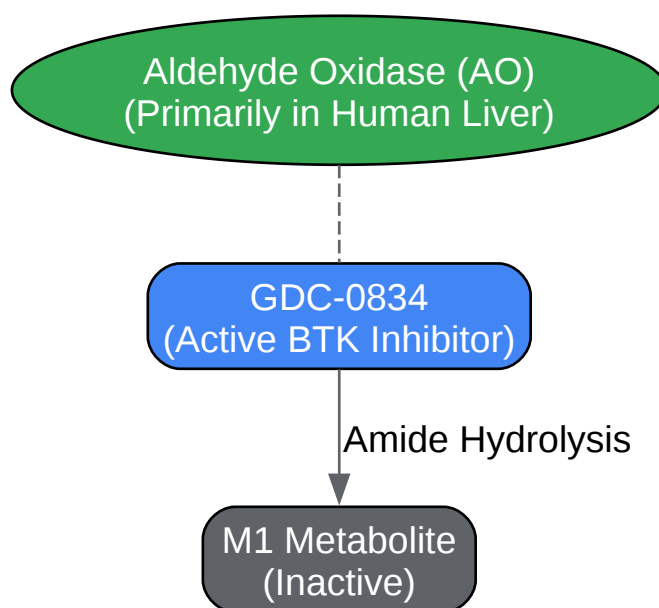 Aldehyde Oxidase (AO)
(Primarily in Human Liver)
GDC-0834
(Active BTK Inhibitor)
Amide Hydrolysis
M1 Metabolite
(Inactive)